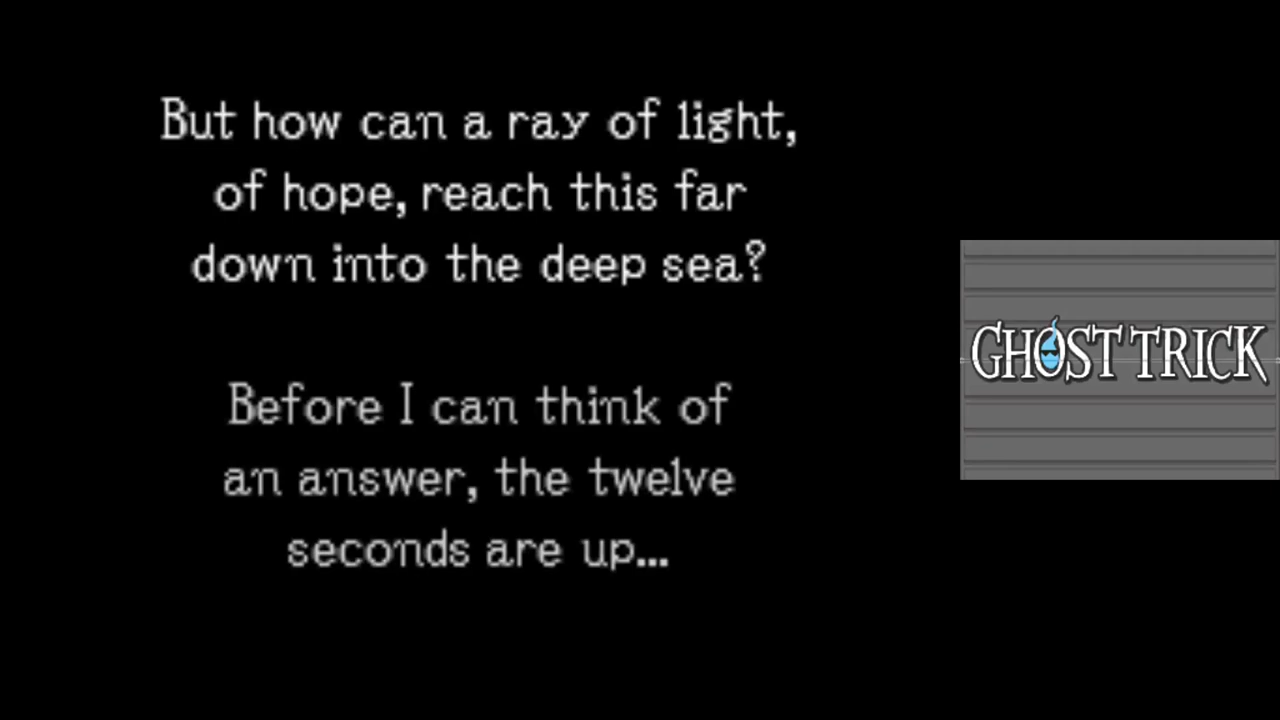 But how can a ray of light,
of hope, reach this far
down into the deep sea?
Before I can think of
an answer, the twelve
seconds are up...
GHOST TRICK